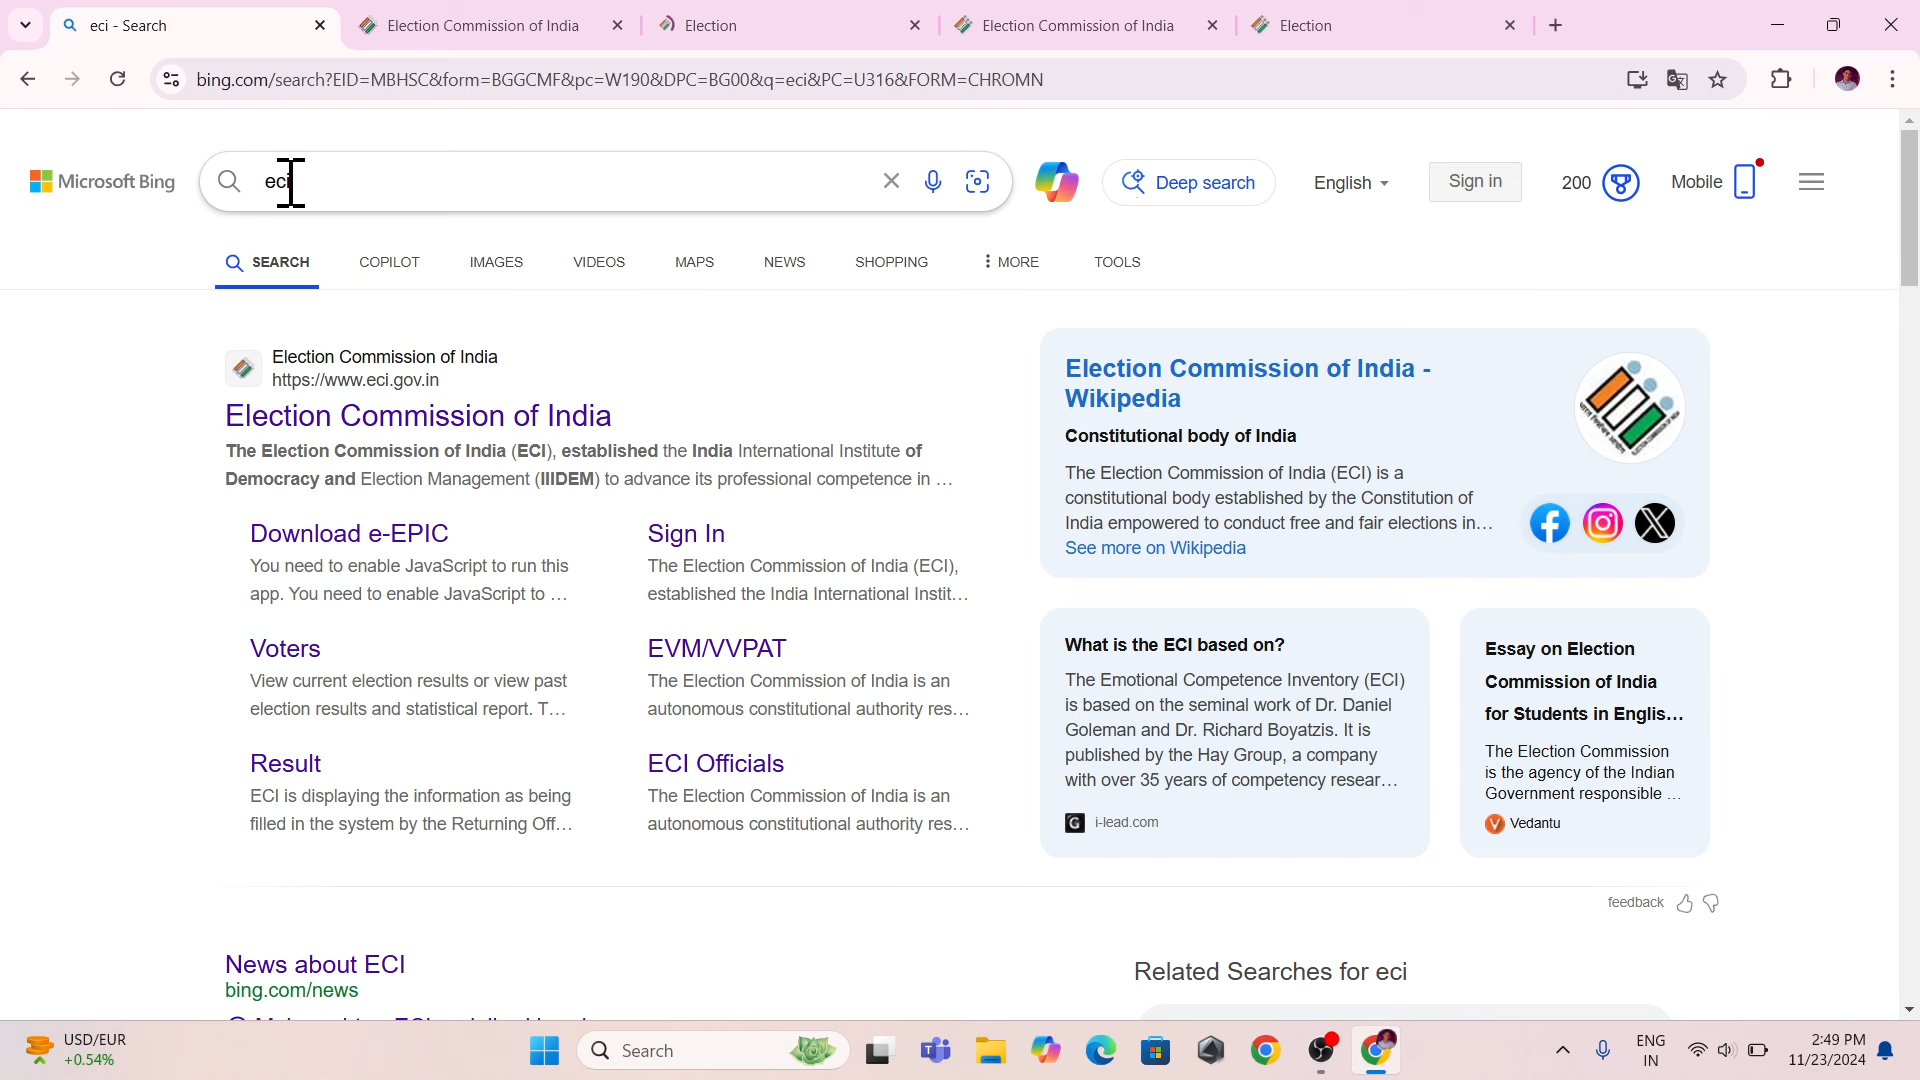 eci - Search
Election Commission of India
Election
Election Commission of India
Election
bing.com/search?EID=MBHSC&form=BGGCMF&pc=W190&DPC=BG00&q=eci&PC=U316&FORM=CHROMN
Microsoft Bing
eci
Deep search
English
Sign in
200
Mobile
SEARCH
COPILOT
IMAGES
VIDEOS
MAPS
NEWS
SHOPPING
MORE
TOOLS
Election Commission of India
https://www.eci.gov.in
Election Commission of India
The Election Commission of India (ECI), established the India International Institute of
Democracy and Election Management (IIIDEM) to advance its professional competence in ...
Download e-EPIC
You need to enable JavaScript to run this
app. You need to enable JavaScript to ...
Sign In
The Election Commission of India (ECI),
established the India International Instit...
Voters
View current election results or view past
election results and statistical report. T...
EVM/VVPAT
The Election Commission of India is an
autonomous constitutional authority res...
Result
ECI is displaying the information as being
filled in the system by the Returning Off...
ECI Officials
The Election Commission of India is an
autonomous constitutional authority res...
Election Commission of India -
Wikipedia
Constitutional body of India
The Election Commission of India (ECI) is a
constitutional body established by the Constitution of
India empowered to conduct free and fair elections in...
See more on Wikipedia
What is the ECI based on?
The Emotional Competence Inventory (ECI)
is based on the seminal work of Dr. Daniel
Goleman and Dr. Richard Boyatzis. It is
published by the Hay Group, a company
with over 35 years of competency resear...
i-lead.com
Essay on Election
Commission of India
for Students in Englis...
The Election Commission
is the agency of the Indian
Government responsible ...
Vedantu
feedback
News about ECI
bing.com/news
Related Searches for eci
USD/EUR
+0.54%
Search
ENG
IN
2:49 PM
11/23/2024